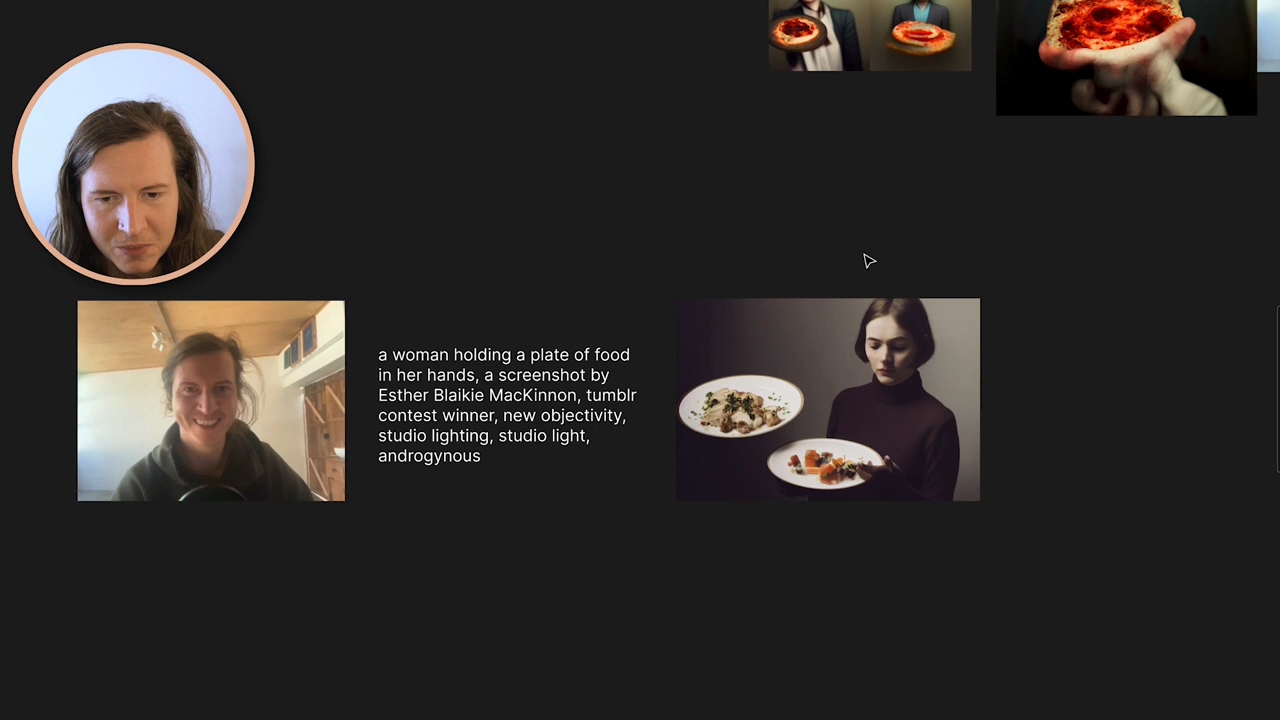 a woman holding a plate of food
in her hands, a screenshot by
Esther Blaikie MacKinnon, tumblr
contest winner, new objectivity,
studio lighting, studio light,
androgynous